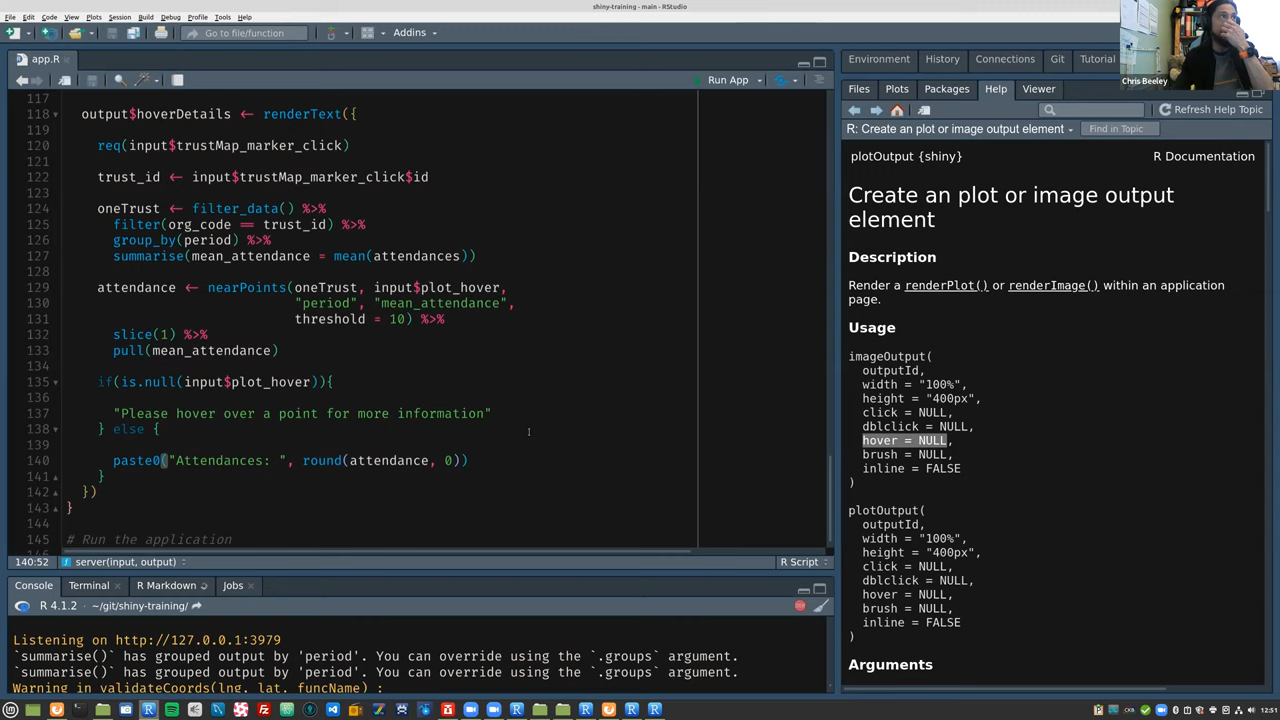 shiny-training - main - RStudio
File Edit Code View Plots Session Build Debug Profile Tools Help
Go to file/function
Addins
app.R
Run App
117
118 output$hoverDetails <- renderText({
119
120 req(input$trustMap_marker_click)
121
122 trust_id <- input$trustMap_marker_click$id
123
124 oneTrust <- filter_data() %>%
125 filter(org_code == trust_id) %>%
126 group_by(period) %>%
127 summarise(mean_attendance = mean(attendances))
128
129 attendance <- nearPoints(oneTrust, input$plot_hover,
130 "period", "mean_attendance",
131 threshold = 10) %>%
132 slice(1) %>%
133 pull(mean_attendance)
134
135 if(is.null(input$plot_hover)){
136
137 "Please hover over a point for more information"
138 } else {
139
140 paste0("Attendances: ", round(attendance, 0))
141 }
142 })
143 }
144
145 # Run the application
146
140:52 server(input, output) R Script
Console Terminal R Markdown Jobs
R 4.1.2 · ~/git/shiny-training/
Listening on http://127.0.0.1:3979
`summarise()` has grouped output by 'period'. You can override using the `.groups` argument.
`summarise()` has grouped output by 'period'. You can override using the `.groups` argument.
Warning in validateCoords(lng, lat, funcName) :
Chris Beeley
Environment History Connections Git Tutorial
Files Plots Packages Help Viewer
Refresh Help Topic
R: Create an plot or image output element Find in Topic
plotOutput {shiny} R Documentation
Create an plot or image output
element
Description
Render a renderPlot() or renderImage() within an application
page.
Usage
imageOutput(
outputId,
width = "100%",
height = "400px",
click = NULL,
dblclick = NULL,
hover = NULL,
brush = NULL,
inline = FALSE
)
plotOutput(
outputId,
width = "100%",
height = "400px",
click = NULL,
dblclick = NULL,
hover = NULL,
brush = NULL,
inline = FALSE
)
Arguments
12:51